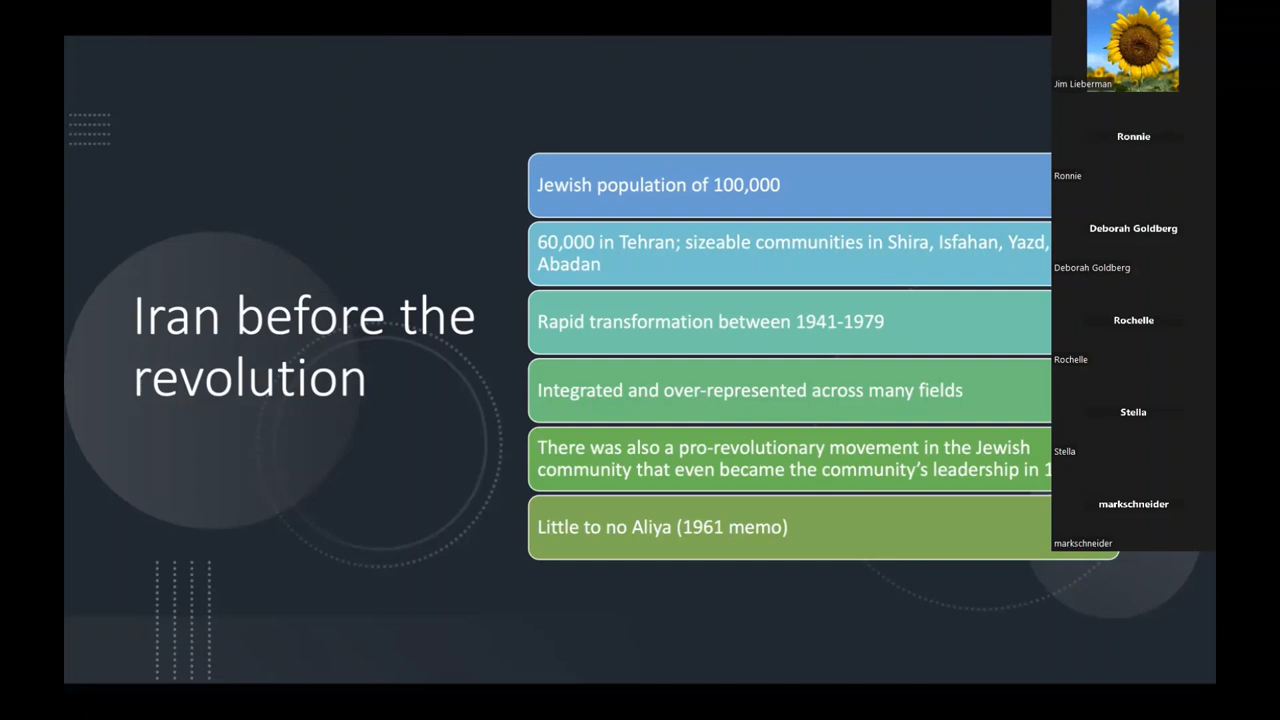 Iran before the
revolution
Jewish population of 100,000
60,000 in Tehran; sizeable communities in Shira, Isfahan, Yazd,
Abadan
Rapid transformation between 1941-1979
Integrated and over-represented across many fields
There was also a pro-revolutionary movement in the Jewish
community that even became the community’s leadership in 1
Little to no Aliya (1961 memo)
Jim Lieberman
Ronnie
Ronnie
Deborah Goldberg
Deborah Goldberg
Rochelle
Rochelle
Stella
Stella
markschneider
markschneider